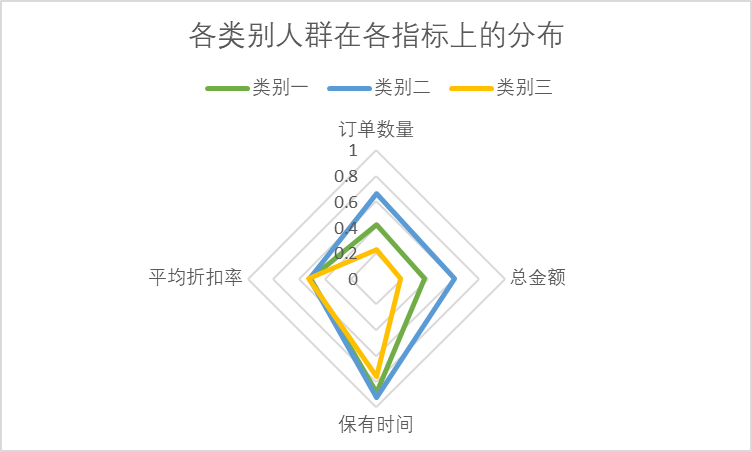 各类别人群在各指标上的分布
类别一 类别二 类别三
订单数量
1
0.8
0.6
0.4
0.2
平均折扣率 0 总金额
保有时间